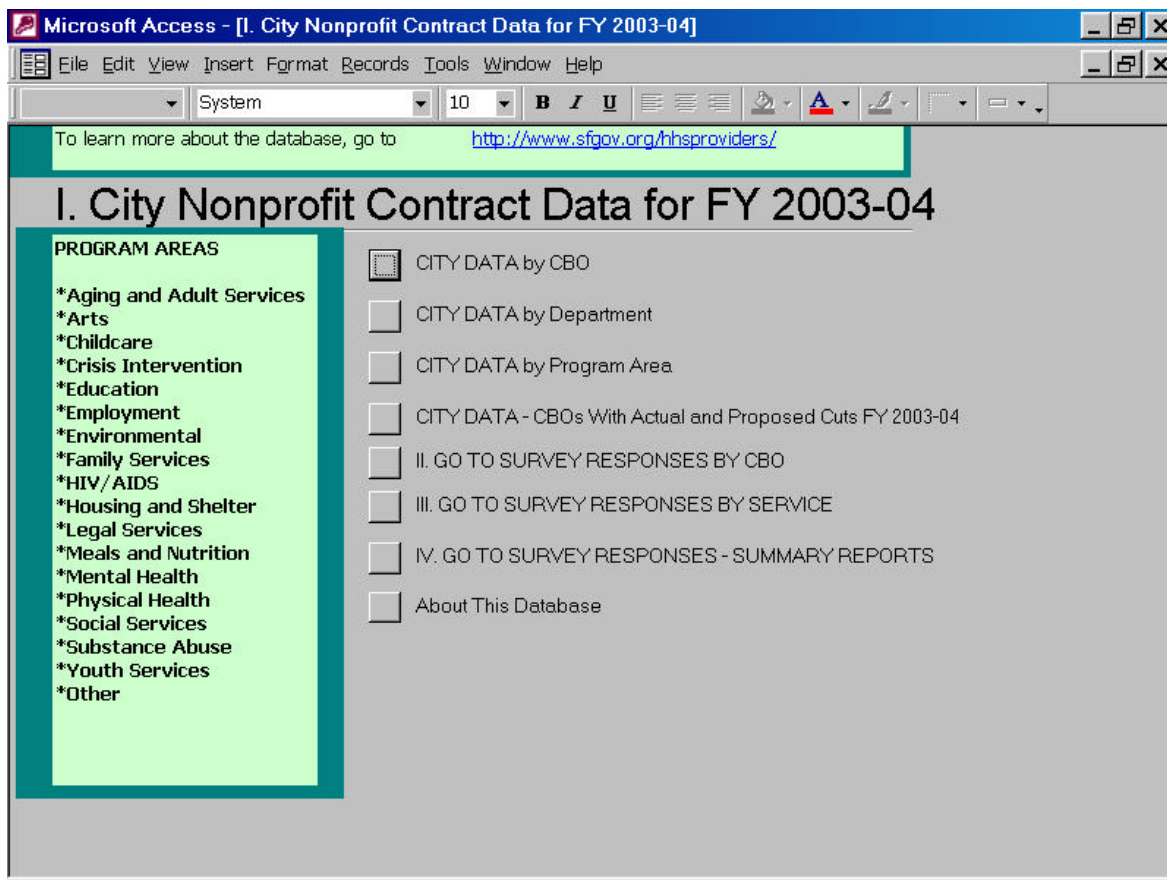 Microsoft Access - [I. City Nonprofit Contract Data for FY 2003-04]
File Edit View Insert Format Records Tools Window Help
System 10 B I U A
To learn more about the database, go to http://www.sfgov.org/hhsproviders/
I. City Nonprofit Contract Data for FY 2003-04
PROGRAM AREAS
*Aging and Adult Services
*Arts
*Childcare
*Crisis Intervention
*Education
*Employment
*Environmental
*Family Services
*HIV/AIDS
*Housing and Shelter
*Legal Services
*Meals and Nutrition
*Mental Health
*Physical Health
*Social Services
*Substance Abuse
*Youth Services
*Other
CITY DATA by CBO
CITY DATA by Department
CITY DATA by Program Area
CITY DATA - CBOs With Actual and Proposed Cuts FY 2003-04
II. GO TO SURVEY RESPONSES BY CBO
III. GO TO SURVEY RESPONSES BY SERVICE
IV. GO TO SURVEY RESPONSES - SUMMARY REPORTS
About This Database